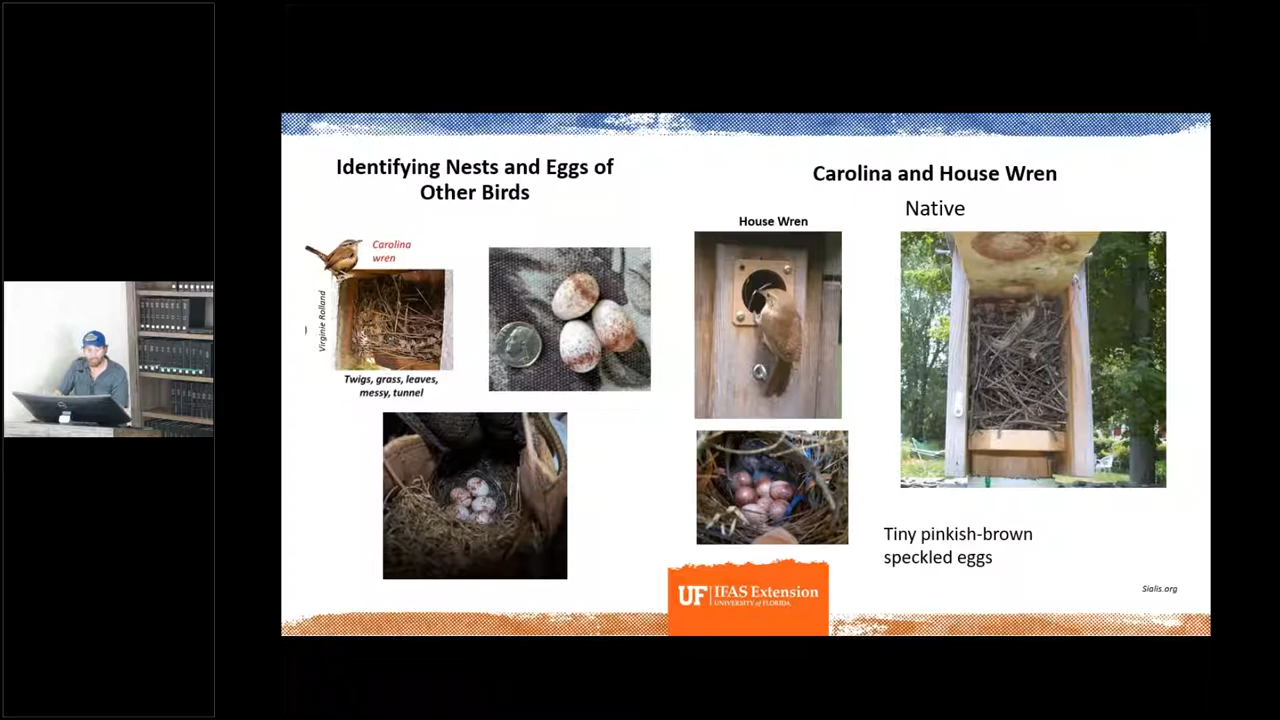 Identifying Nests and Eggs of
Other Birds
Carolina
wren
Virginie Rolland
Twigs, grass, leaves,
messy, tunnel
Carolina and House Wren
Native
House Wren
Tiny pinkish-brown
speckled eggs
Sialis.org
UF IFAS Extension
UNIVERSITY of FLORIDA